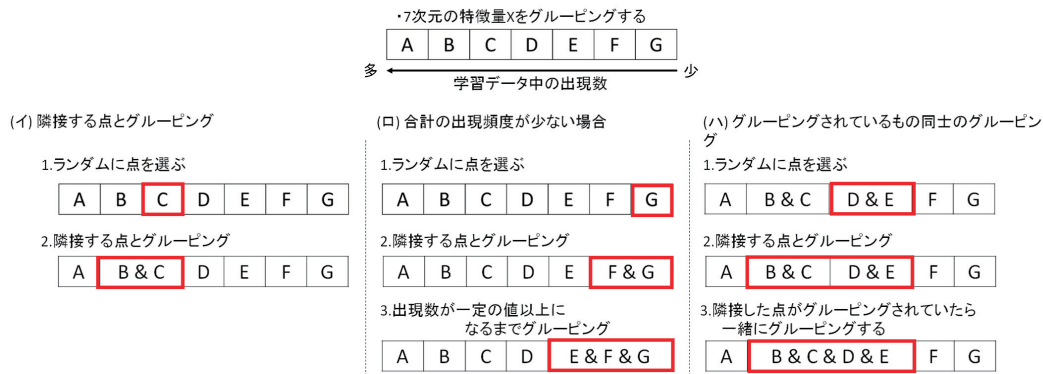 ・7次元の特徴量Xをグルーピングする
A B C D E F G
多 少
学習データ中の出現数
(イ) 隣接する点とグルーピング
1.ランダムに点を選ぶ
A B C D E F G
2.隣接する点とグルーピング
A B & C D E F G
(ロ) 合計の出現頻度が少ない場合
1.ランダムに点を選ぶ
A B C D E F G
2.隣接する点とグルーピング
A B C D E F & G
3.出現数が一定の値以上に
なるまでグルーピング
A B C D E & F & G
(ハ) グルーピングされているもの同士のグルーピン
グ
1.ランダムに点を選ぶ
A B & C D & E F G
2.隣接する点とグルーピング
A B & C D & E F G
3.隣接した点がグルーピングされていたら
一緒にグルーピングする
A B & C & D & E F G